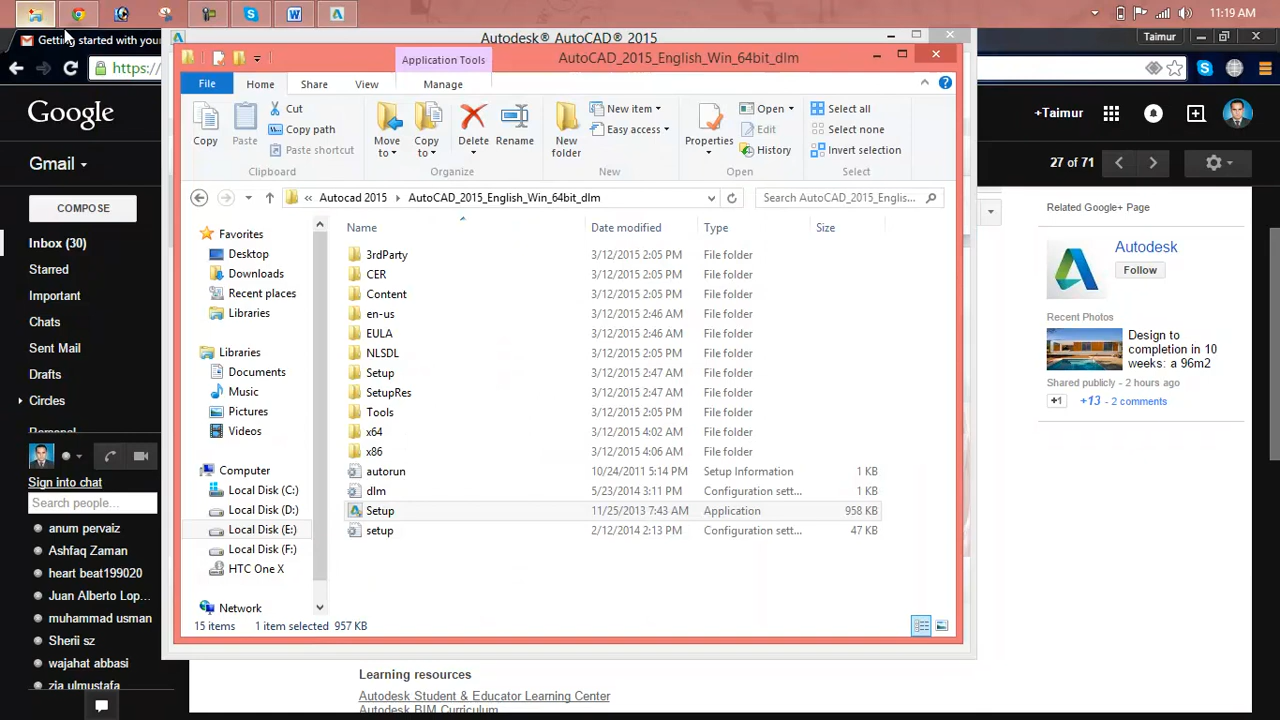 11:19 AM
Getting started with your
Autodesk® AutoCAD® 2015
Taimur
https://
Application Tools
AutoCAD_2015_English_Win_64bit_dlm
File
Home
Share
View
Manage
Copy
Paste
Cut
Copy path
Paste shortcut
Clipboard
Move to
Copy to
Delete
Rename
Organize
New folder
New item
Easy access
New
Properties
Open
Edit
History
Open
Select all
Select none
Invert selection
Select
Google
+Taimur
Gmail
27 of 71
COMPOSE
Inbox (30)
Starred
Important
Chats
Sent Mail
Drafts
Circles
Personal
Sign into chat
Search people...
anum pervaiz
Ashfaq Zaman
heart beat199020
Juan Alberto Lop...
muhammad usman
Sherii sz
wajahat abbasi
zia ulmustafa
« Autocad 2015 AutoCAD_2015_English_Win_64bit_dlm
Search AutoCAD_2015_Englis...
Favorites
Desktop
Downloads
Recent places
Libraries
Libraries
Documents
Music
Pictures
Videos
Computer
Local Disk (C:)
Local Disk (D:)
Local Disk (E:)
Local Disk (F:)
HTC One X
Network
Name Date modified Type Size
3rdParty 3/12/2015 2:05 PM File folder
CER 3/12/2015 2:05 PM File folder
Content 3/12/2015 2:05 PM File folder
en-us 3/12/2015 2:46 AM File folder
EULA 3/12/2015 2:46 AM File folder
NLSDL 3/12/2015 2:05 PM File folder
Setup 3/12/2015 2:47 AM File folder
SetupRes 3/12/2015 2:47 AM File folder
Tools 3/12/2015 2:05 PM File folder
x64 3/12/2015 4:02 AM File folder
x86 3/12/2015 4:06 AM File folder
autorun 10/24/2011 5:14 PM Setup Information 1 KB
dlm 5/23/2014 3:11 PM Configuration sett... 1 KB
Setup 11/25/2013 7:43 AM Application 958 KB
setup 2/12/2014 2:13 PM Configuration sett... 47 KB
15 items 1 item selected 957 KB
Related Google+ Page
Autodesk
Follow
Recent Photos
Design to
completion in 10
weeks: a 96m2
Shared publicly - 2 hours ago
+1 +13 - 2 comments
Learning resources
Autodesk Student & Educator Learning Center
Autodesk BIM Curriculum